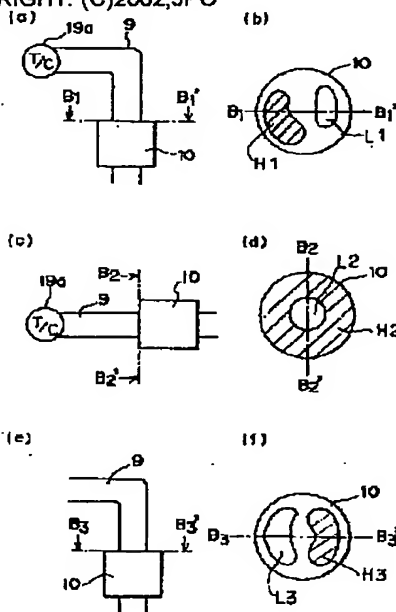 RIGHT: (C)2002,JPO
(a)
19a
9
T/C
B1
B1'
10
(b)
10
B1
B1'
H1
L1
(c)
19a
9
T/C
B2
B2'
10
(d)
B2
L2
10
H2
B2'
(e)
9
B3
B3'
10
(f)
10
B3
B3'
L3
H3